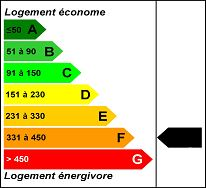 Logement économe
≤50 A
51 à 90 B
91 à 150 C
151 à 230 D
231 à 330 E
331 à 450 F
> 450 G
Logement énergivore